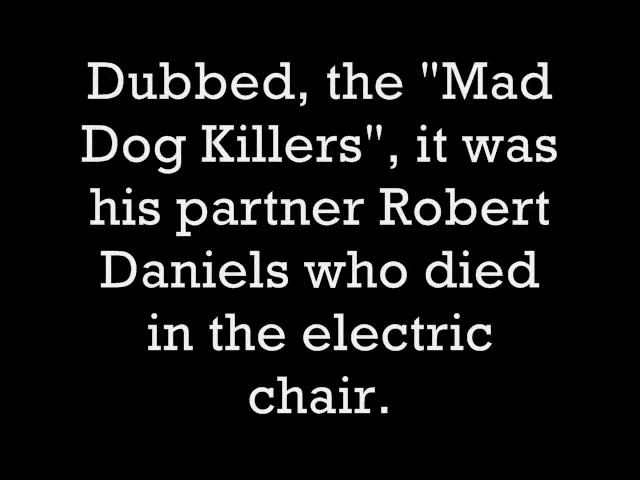 Dubbed, the "Mad
Dog Killers", it was
his partner Robert
Daniels who died
in the electric
chair.